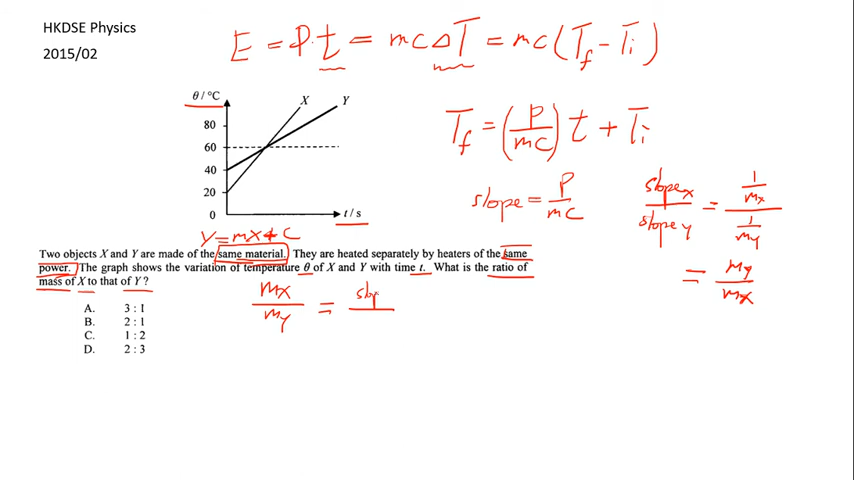 HKDSE Physics
2015/02
E = P·t = mcΔT = mc(Tf - Ti)
θ / °C
X
Y
80
60
40
20
0
t / s
Tf = (P/mc) t + Ti
slope = P/mc
slopeX / slopeY = (1/mX) / (1/mY)
= mY / mX
y = mx + c
Two objects X and Y are made of the same material. They are heated separately by heaters of the same
power. The graph shows the variation of temperature θ of X and Y with time t. What is the ratio of
mass of X to that of Y ?
mX / mY = slop
A. 3 : 1
B. 2 : 1
C. 1 : 2
D. 2 : 3